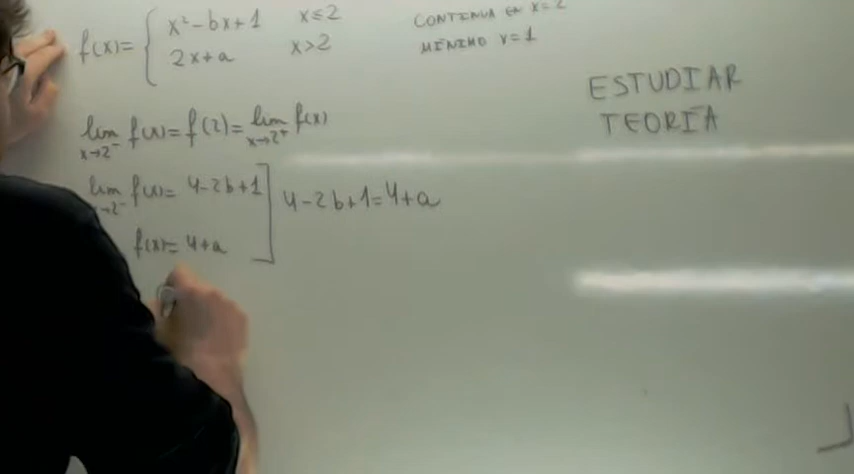 f(x)= { x²-bx+1 x≤2
2x+a x>2
CONTINUA EN x=2
MÍNIMO x=1
ESTUDIAR
TEORÍA
lim x→2⁻ f(x)=f(2)=lim x→2⁺ f(x)
lim x→2⁻ f(x)= 4-2b+1
f(x)= 4+a
] 4-2b+1=4+a